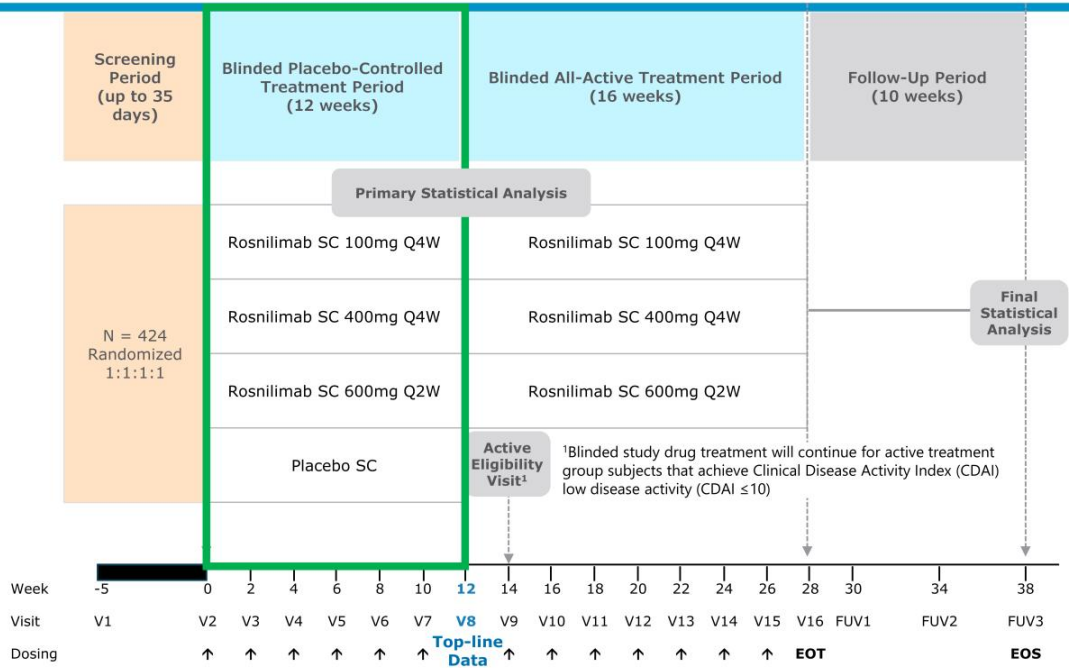 Screening
Period
(up to 35
days)
Blinded Placebo-Controlled
Treatment Period
(12 weeks)
Blinded All-Active Treatment Period
(16 weeks)
Follow-Up Period
(10 weeks)
Primary Statistical Analysis
N = 424
Randomized
1:1:1:1
Rosnilimab SC 100mg Q4W
Rosnilimab SC 100mg Q4W
Rosnilimab SC 400mg Q4W
Rosnilimab SC 400mg Q4W
Rosnilimab SC 600mg Q2W
Rosnilimab SC 600mg Q2W
Placebo SC
Final
Statistical
Analysis
Active
Eligibility
Visit¹
¹Blinded study drug treatment will continue for active treatment
group subjects that achieve Clinical Disease Activity Index (CDAI)
low disease activity (CDAI ≤10)
Week -5 0 2 4 6 8 10 12 14 16 18 20 22 24 26 28 30 34 38
Visit V1 V2 V3 V4 V5 V6 V7 V8 V9 V10 V11 V12 V13 V14 V15 V16 FUV1 FUV2 FUV3
Dosing ↑ ↑ ↑ ↑ ↑ ↑ Top-line ↑ ↑ ↑ ↑ ↑ ↑ ↑ EOT EOS
Data